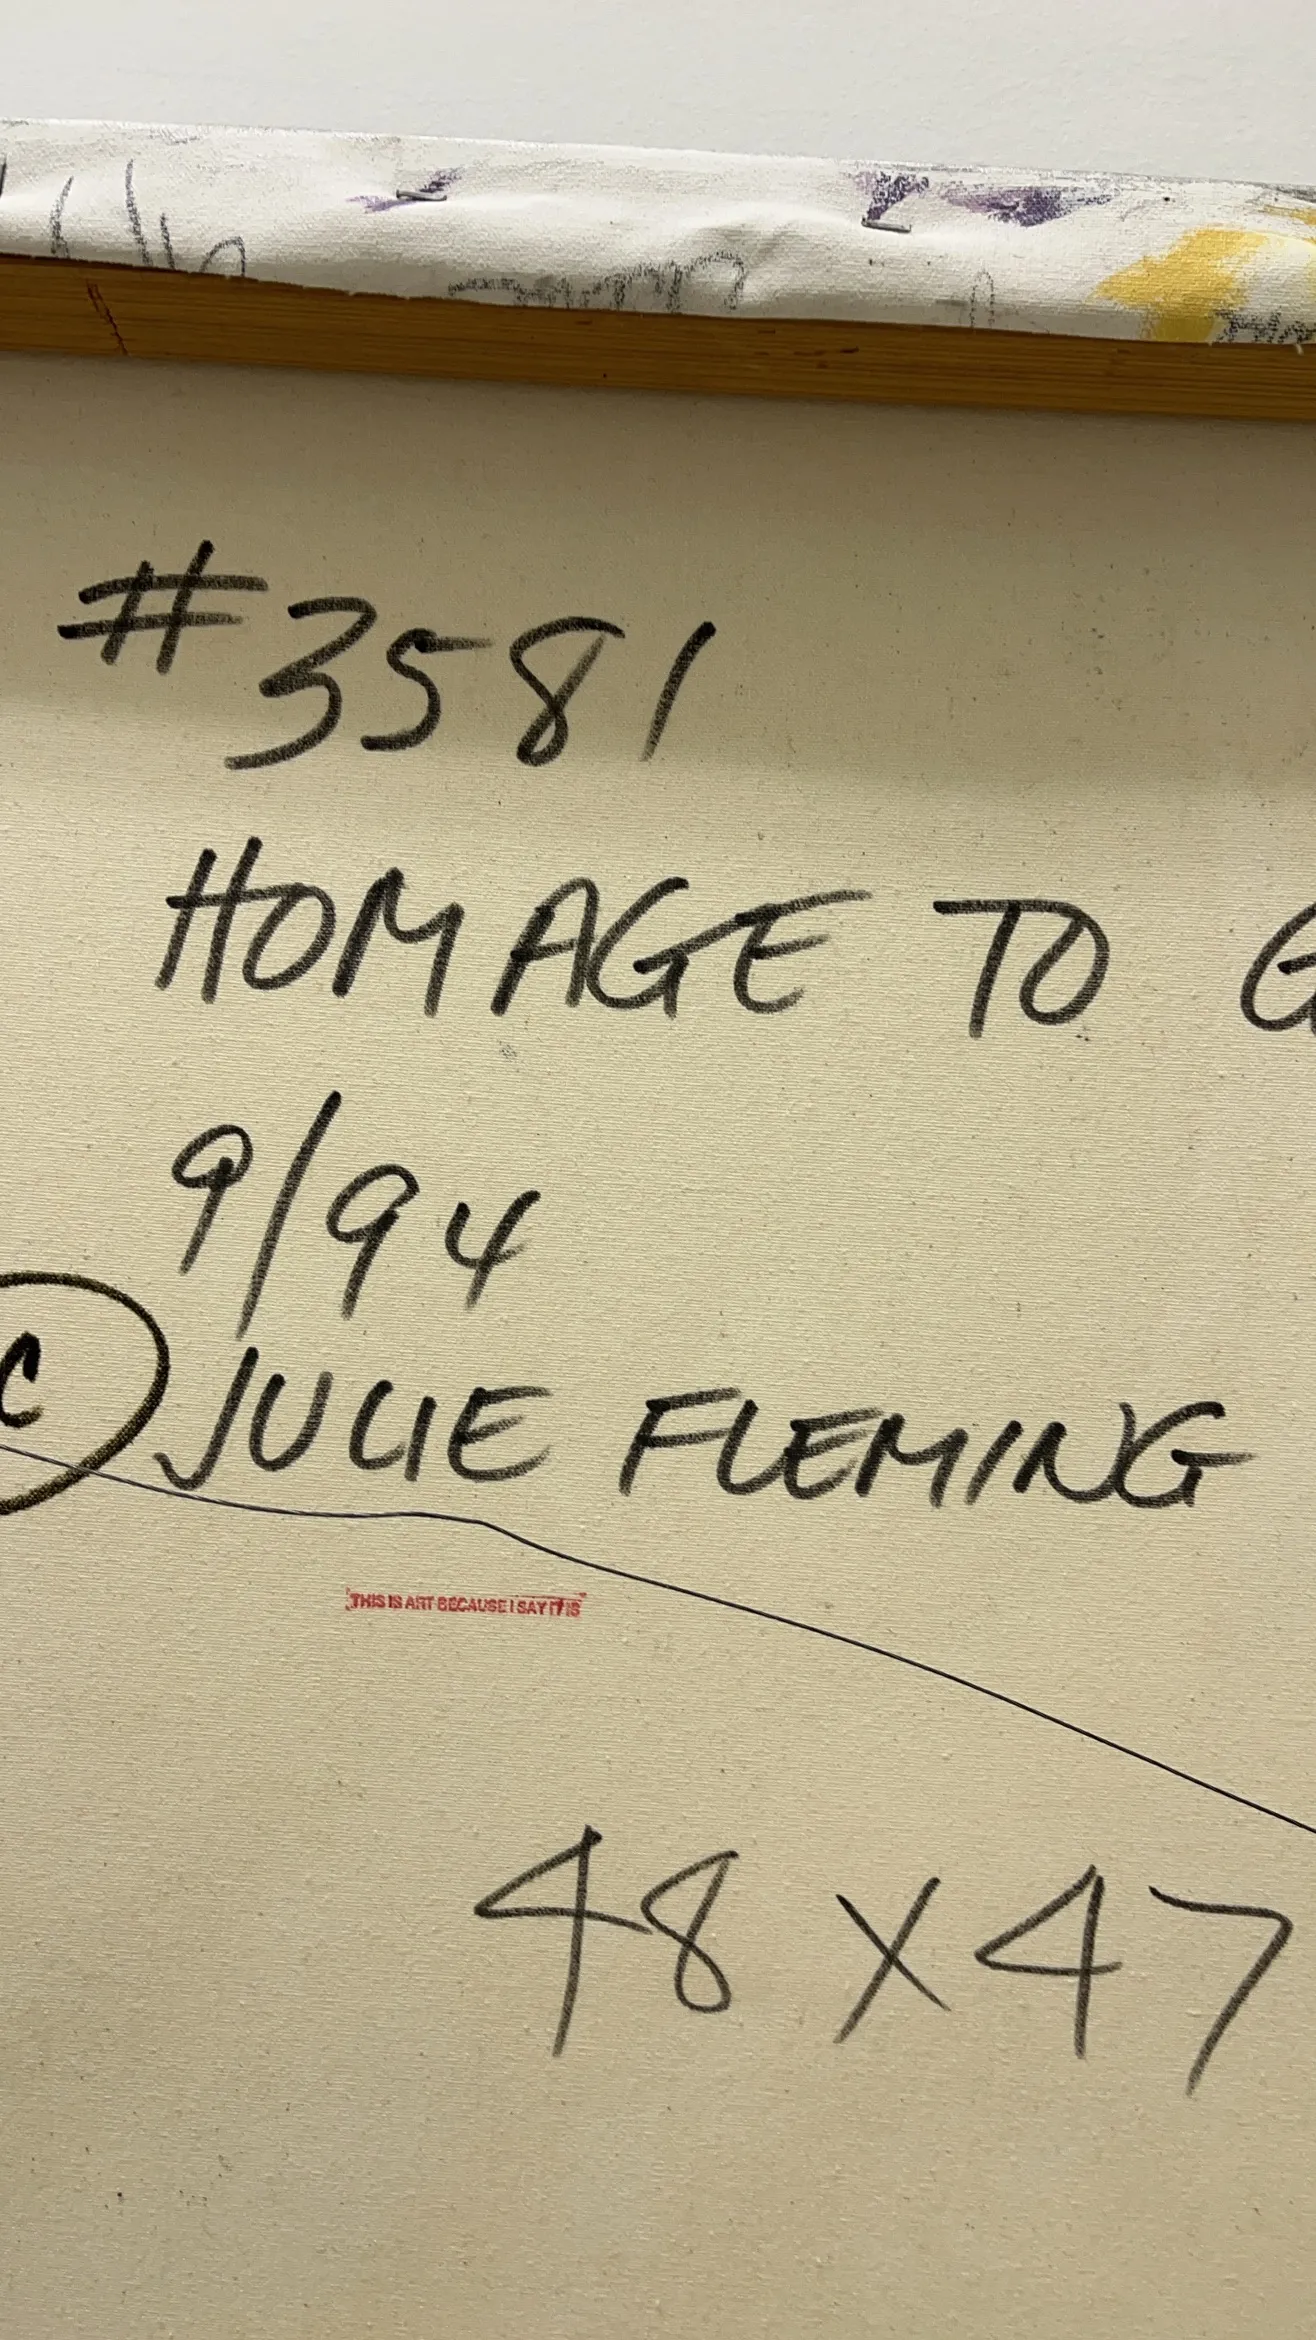 #3581
HOMAGE TO G
9/94
© JULIE FLEMING
THIS IS ART BECAUSE I SAY IT IS
48 X 47